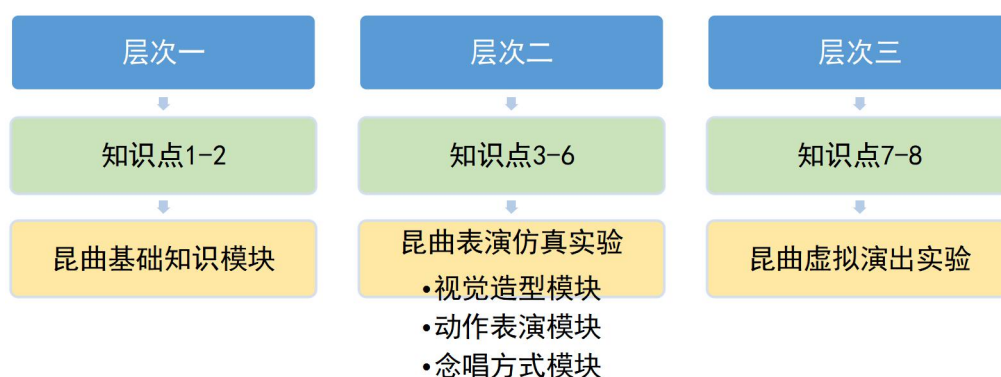 层次一
层次二
层次三
知识点1-2
知识点3-6
知识点7-8
昆曲基础知识模块
昆曲表演仿真实验
•视觉造型模块
•动作表演模块
•念唱方式模块
昆曲虚拟演出实验